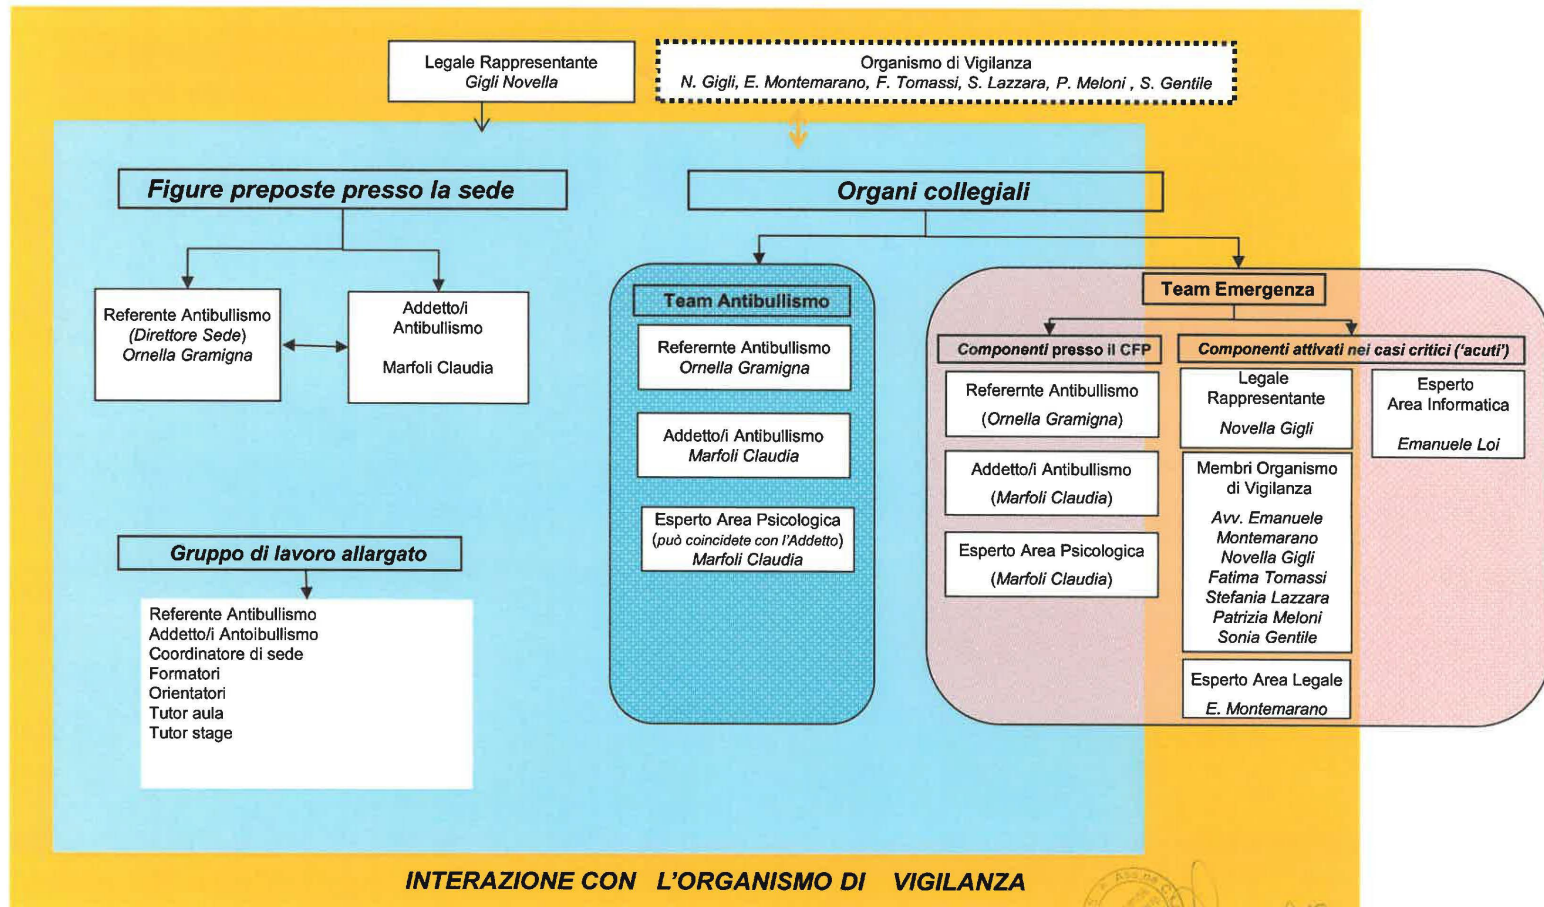 Legale Rappresentante
Gigli Novella
Organismo di Vigilanza
N. Gigli, E. Montemarano, F. Tomassi, S. Lazzara, P. Meloni , S. Gentile
Figure preposte presso la sede
Referente Antibullismo
(Direttore Sede)
Ornella Gramigna
Addetto/i
Antibullismo
Marfoli Claudia
Gruppo di lavoro allargato
Referente Antibullismo
Addetto/i Antoibullismo
Coordinatore di sede
Formatori
Orientatori
Tutor aula
Tutor stage
Organi collegiali
Team Antibullismo
Referernte Antibullismo
Ornella Gramigna
Addetto/i Antibullismo
Marfoli Claudia
Esperto Area Psicologica
(può coincidete con l'Addetto)
Marfoli Claudia
Team Emergenza
Componenti presso il CFP
Referernte Antibullismo
(Ornella Gramigna)
Addetto/i Antibullismo
(Marfoli Claudia)
Esperto Area Psicologica
(Marfoli Claudia)
Componenti attivati nei casi critici ('acuti')
Legale
Rappresentante
Novella Gigli
Membri Organismo
di Vigilanza
Avv. Emanuele
Montemarano
Novella Gigli
Fatima Tomassi
Stefania Lazzara
Patrizia Meloni
Sonia Gentile
Esperto Area Legale
E. Montemarano
Esperto
Area Informatica
Emanuele Loi
INTERAZIONE CON L'ORGANISMO DI VIGILANZA